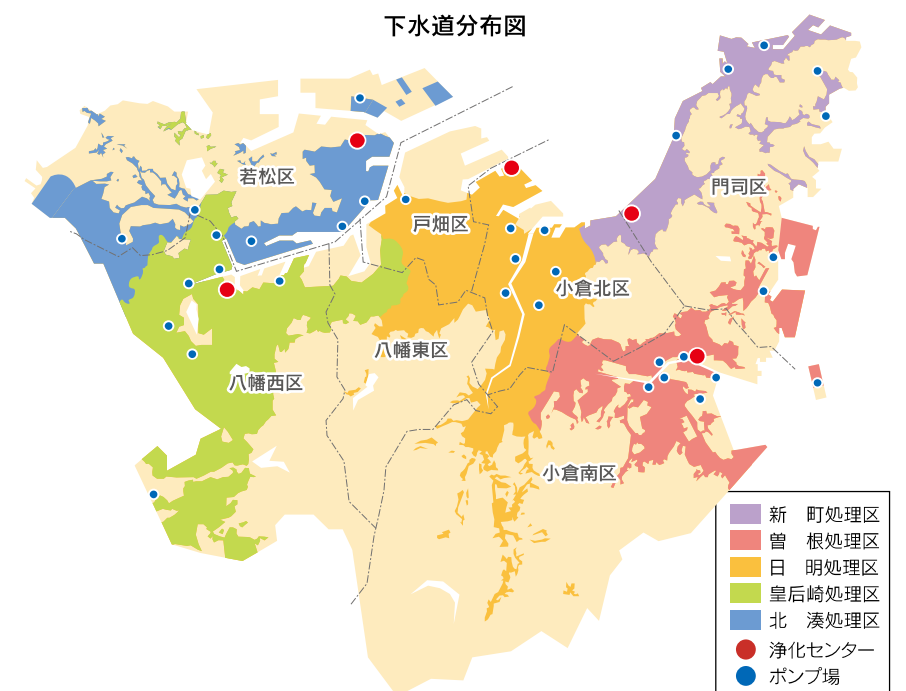 下水道分布図
若松区
門司区
戸畑区
小倉北区
八幡東区
八幡西区
小倉南区
新　町処理区
曽　根処理区
日　明処理区
皇后崎処理区
北　湊処理区
浄化センター
ポンプ場